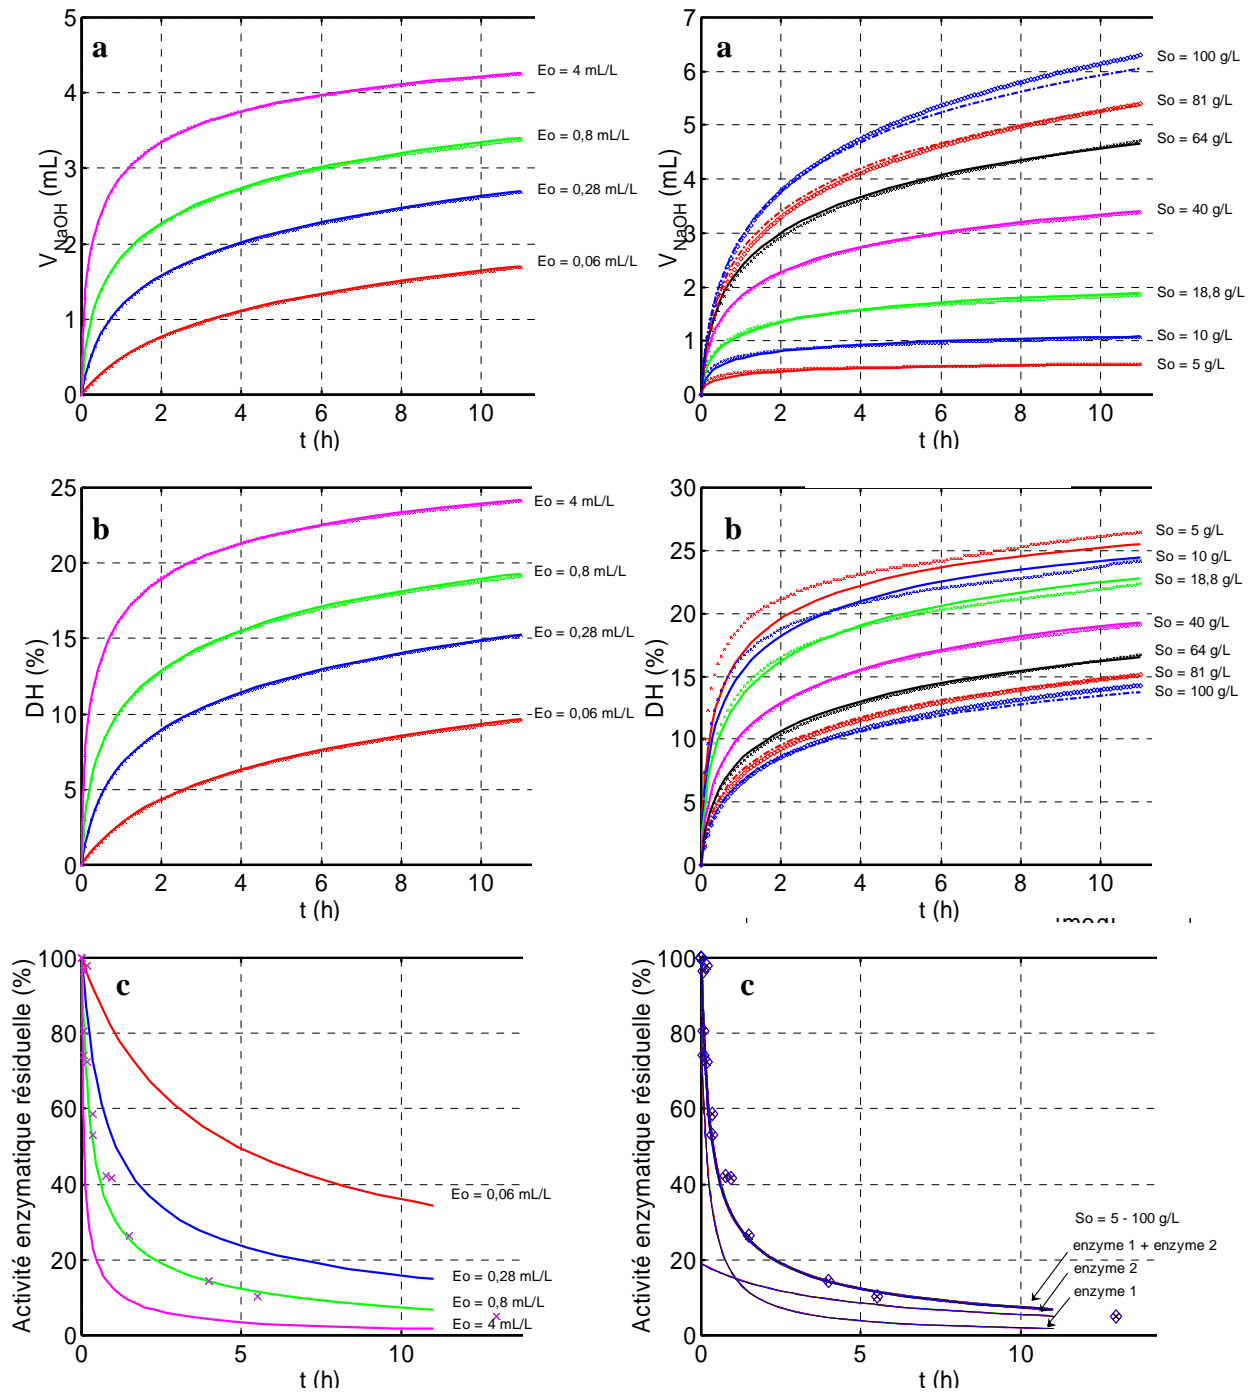 a
V NaOH (mL)
5
4
3
2
1
0
0 2 4 6 8 10
t (h)
Eo = 4 mL/L
Eo = 0,8 mL/L
Eo = 0,28 mL/L
Eo = 0,06 mL/L
a
V NaOH (mL)
7
6
5
4
3
2
1
0
0 2 4 6 8 10
t (h)
So = 100 g/L
So = 81 g/L
So = 64 g/L
So = 40 g/L
So = 18,8 g/L
So = 10 g/L
So = 5 g/L
b
DH (%)
25
20
15
10
5
0
0 2 4 6 8 10
t (h)
Eo = 4 mL/L
Eo = 0,8 mL/L
Eo = 0,28 mL/L
Eo = 0,06 mL/L
b
DH (%)
30
25
20
15
10
5
0
0 2 4 6 8 10
t (h)
So = 5 g/L
So = 10 g/L
So = 18,8 g/L
So = 40 g/L
So = 64 g/L
So = 81 g/L
So = 100 g/L
c
Activité enzymatique résiduelle (%)
100
80
60
40
20
0
0 5 10
t (h)
Eo = 0,06 mL/L
Eo = 0,28 mL/L
Eo = 0,8 mL/L
Eo = 4 mL/L
c
Activité enzymatique résiduelle (%)
100
80
60
40
20
0
0 5 10
t (h)
So = 5 - 100 g/L
enzyme 1 + enzyme 2
enzyme 2
enzyme 1